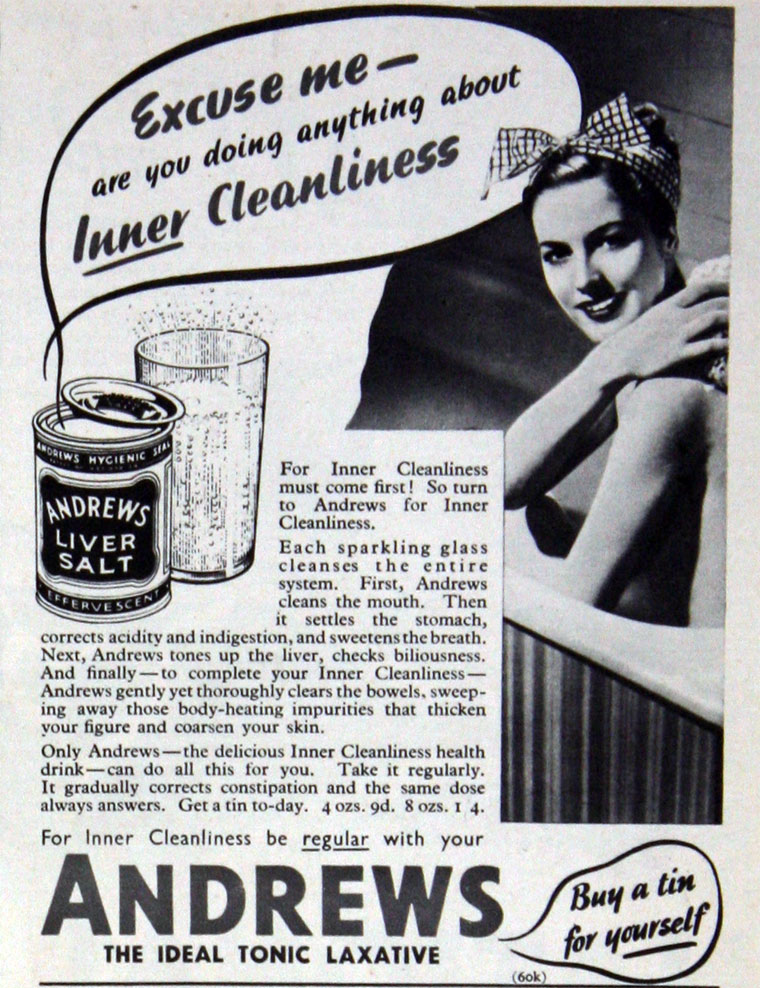 Excuse me—
are you doing anything about
Inner Cleanliness
ANDREWS HYGIENIC SEAL
ANDREWS
LIVER
SALT
EFFERVESCENT
For Inner Cleanliness
must come first! So turn
to Andrews for Inner
Cleanliness.
Each sparkling glass
cleanses the entire
system. First, Andrews
cleans the mouth. Then
it settles the stomach,
corrects acidity and indigestion, and sweetens the breath.
Next, Andrews tones up the liver, checks biliousness.
And finally—to complete your Inner Cleanliness—
Andrews gently yet thoroughly clears the bowels, sweep-
ing away those body-heating impurities that thicken
your figure and coarsen your skin.
Only Andrews—the delicious Inner Cleanliness health
drink—can do all this for you. Take it regularly.
It gradually corrects constipation and the same dose
always answers. Get a tin to-day. 4 ozs. 9d. 8 ozs. 1 4.
For Inner Cleanliness be regular with your
ANDREWS
THE IDEAL TONIC LAXATIVE
Buy a tin
for yourself
(60k)